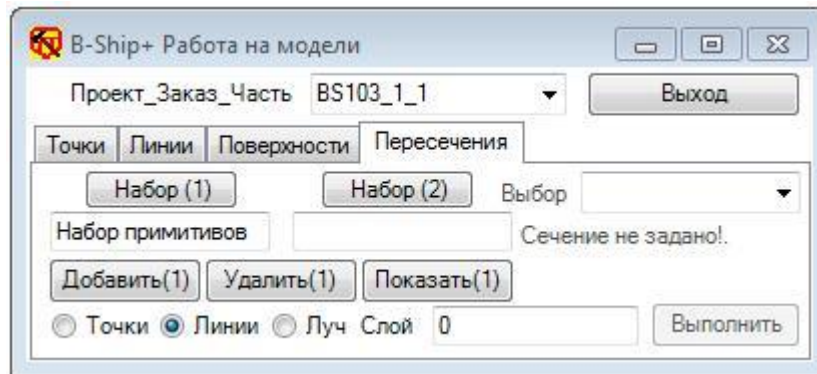 B-Ship+ Работа на модели
Проект_Заказ_Часть BS103_1_1 Выход
Точки Линии Поверхности Пересечения
Набор (1) Набор (2) Выбор
Набор примитивов Сечение не задано!.
Добавить(1) Удалить(1) Показать(1)
Точки Линии Луч Слой 0 Выполнить